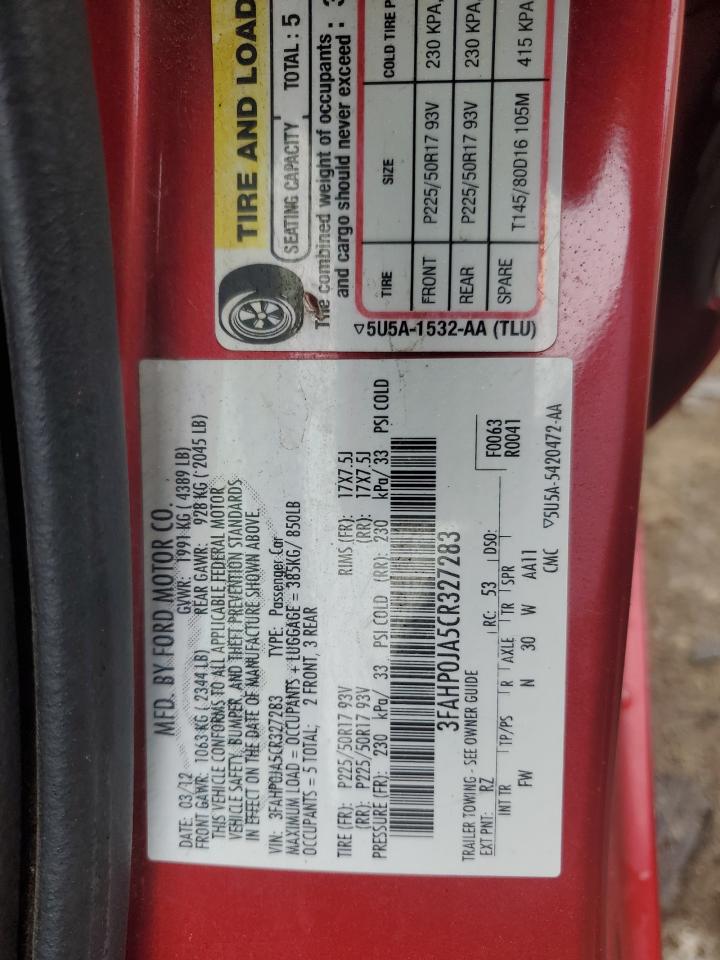 MFD. BY FORD MOTOR CO.
DATE: 03/12 GVWR: 1991 KG ( 4389 LB)
FRONT GAWR: 1063 KG ( 2344 LB) REAR GAWR: 928 KG ( 2045 LB)
THIS VEHICLE CONFORMS TO ALL APPLICABLE FEDERAL MOTOR
VEHICLE SAFETY, BUMPER, AND THEFT PREVENTION STANDARDS
IN EFFECT ON THE DATE OF MANUFACTURE SHOWN ABOVE.
VIN: 3FAHP0JA5CR327283 TYPE: Passenger Car
MAXIMUM LOAD = OCCUPANTS + LUGGAGE = 385KG/ 850LB
OCCUPANTS = 5 TOTAL; 2 FRONT, 3 REAR
TIRE (FR): P225/50R17 93V RIMS (FR): 17X7.5J
(RR): P225/50R17 93V (RR): 17X7.5J
PRESSURE (FR): 230 kPa/ 33 PSI COLD (RR): 230 kPa/ 33 PSI COLD
3FAHP0JA5CR327283
TRAILER TOWING - SEE OWNER GUIDE F0063
EXT PNT: RZ RC: 53 DSO: R0041
INT TR TP/PS R AXLE TR SPR
FW N 30 W AA11
CMC ▽5U5A-5420472-AA
TIRE AND LOAD
SEATING CAPACITY TOTAL : 5
The combined weight of occupants
and cargo should never exceed :
TIRE SIZE COLD TIRE
FRONT P225/50R17 93V 230 KPA,
REAR P225/50R17 93V 230 KPA,
SPARE T145/80D16 105M 415 KPA
▽5U5A-1532-AA (TLU)